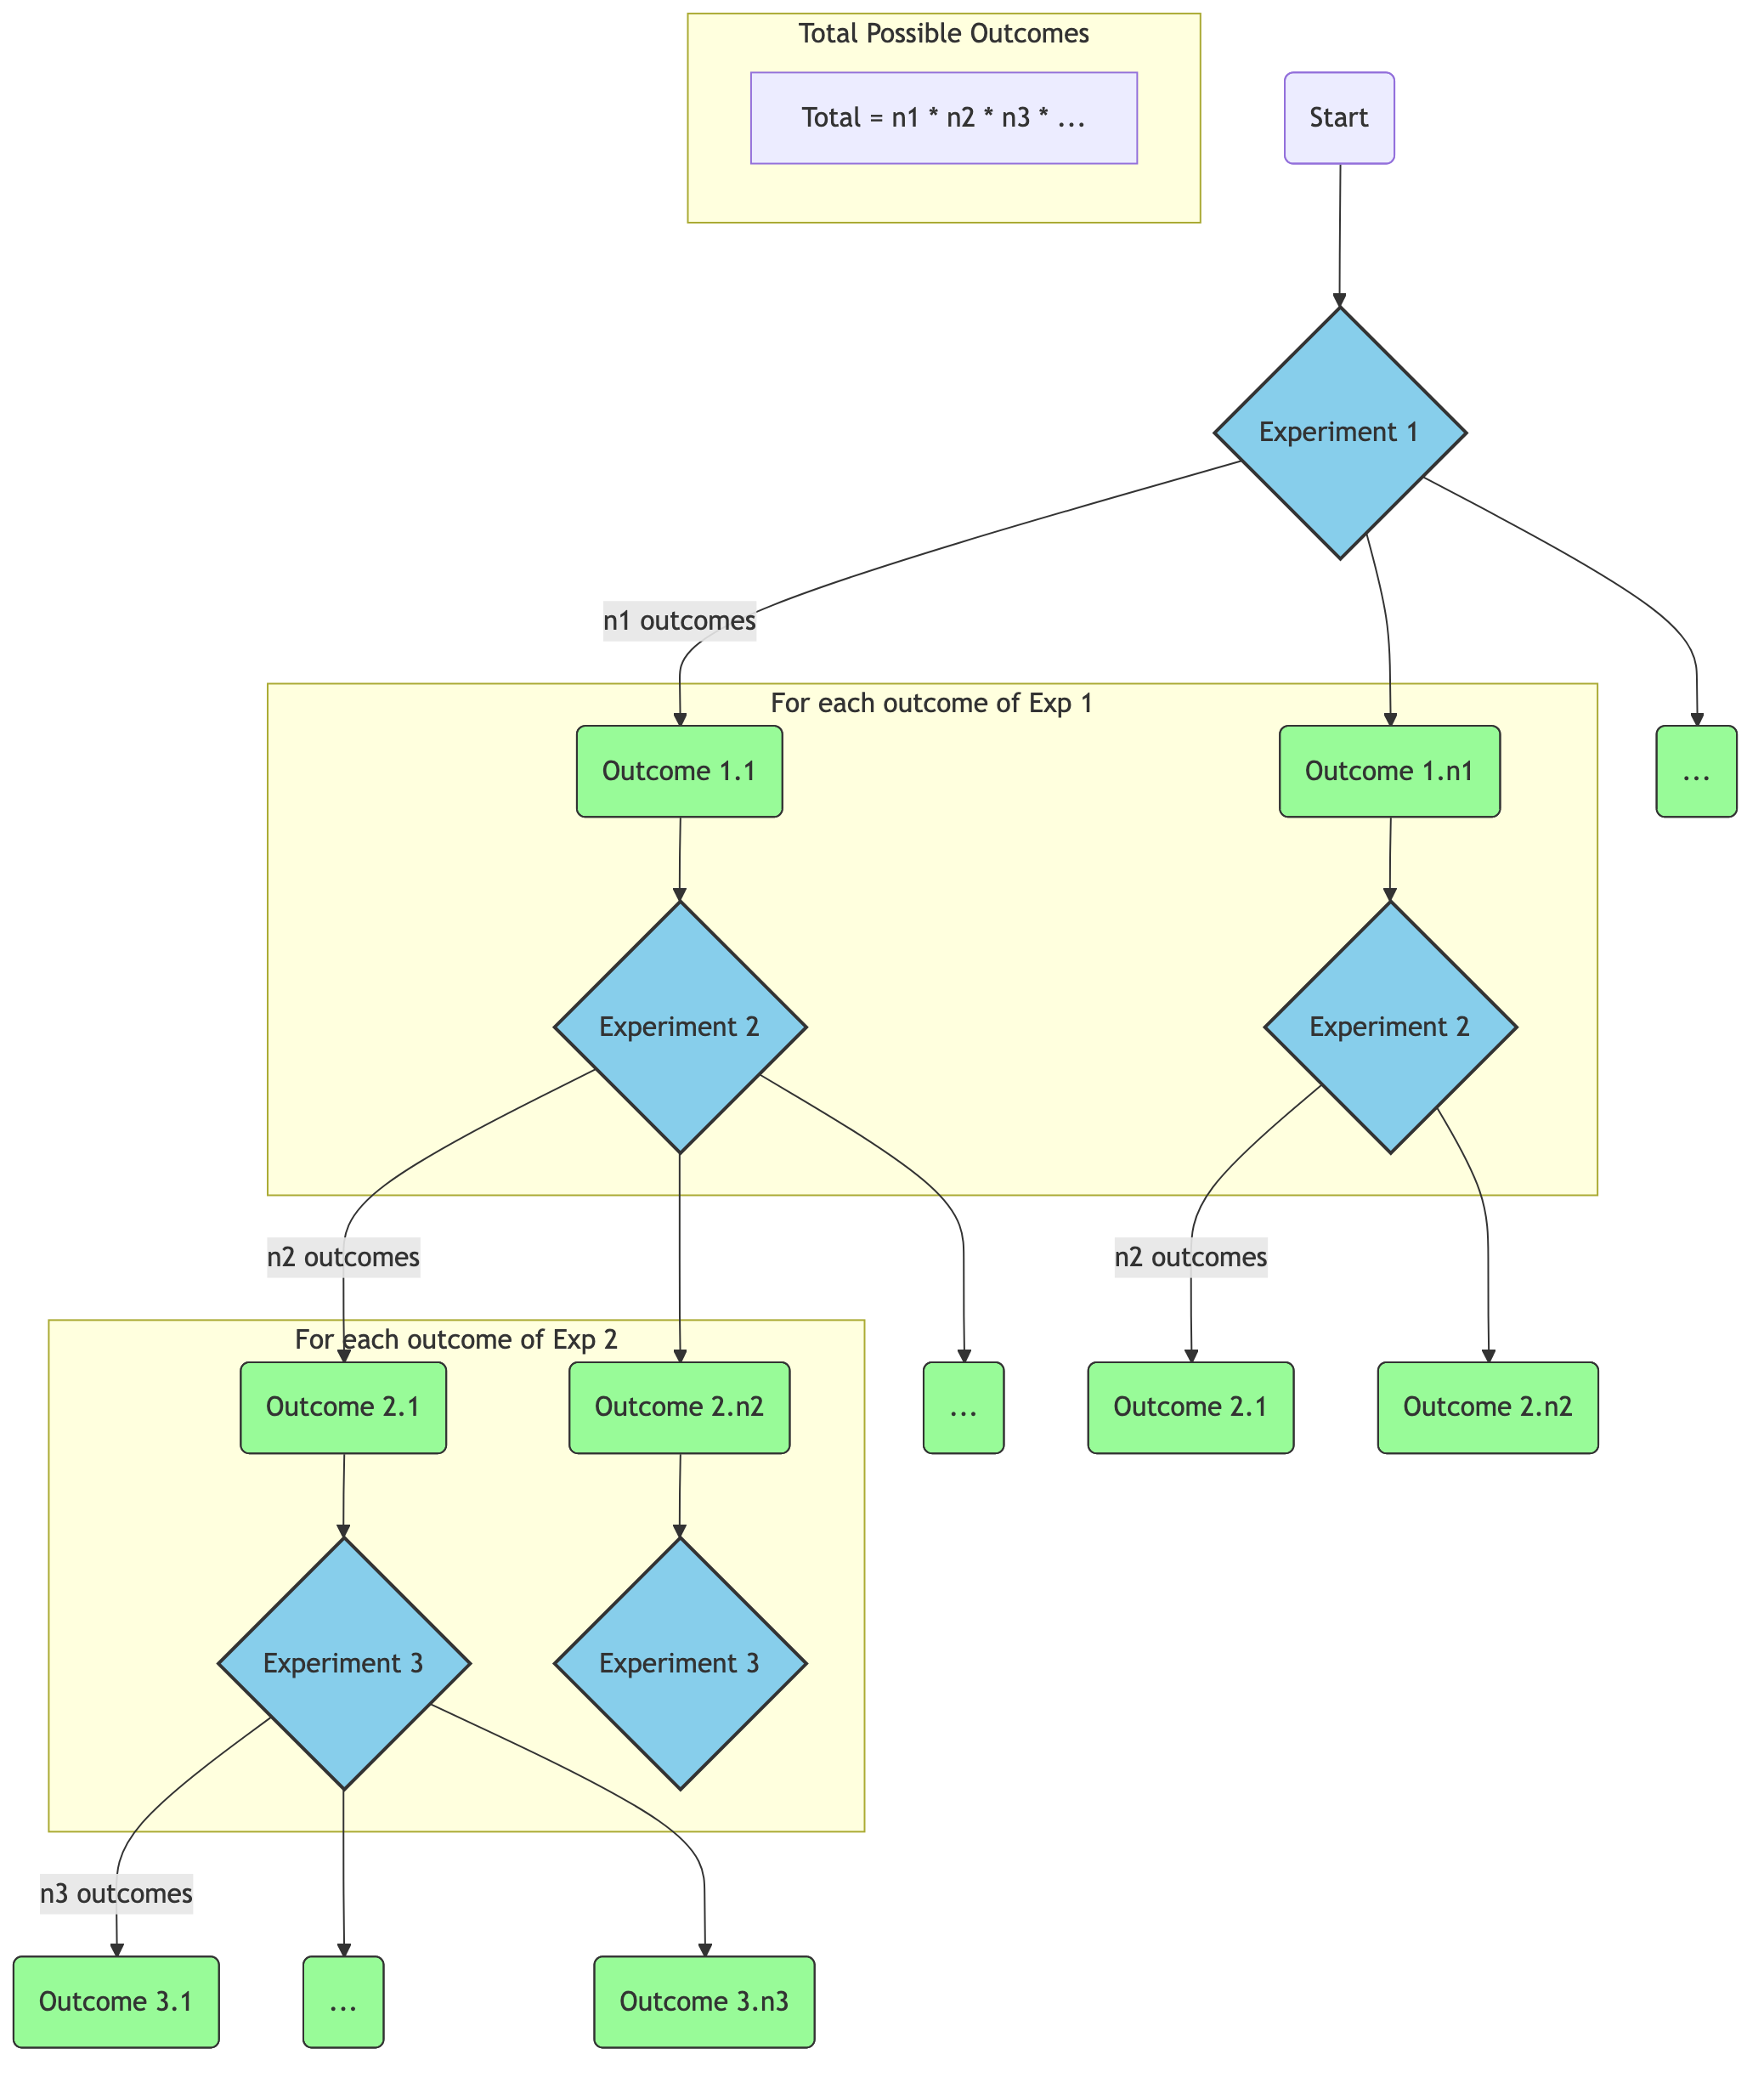 Total Possible Outcomes
Total = n1 * n2 * n3 * ...
Start
Experiment 1
n1 outcomes
For each outcome of Exp 1
Outcome 1.1
Outcome 1.n1
...
Experiment 2
Experiment 2
n2 outcomes
n2 outcomes
For each outcome of Exp 2
Outcome 2.1
Outcome 2.n2
...
Outcome 2.1
Outcome 2.n2
Experiment 3
Experiment 3
n3 outcomes
Outcome 3.1
...
Outcome 3.n3